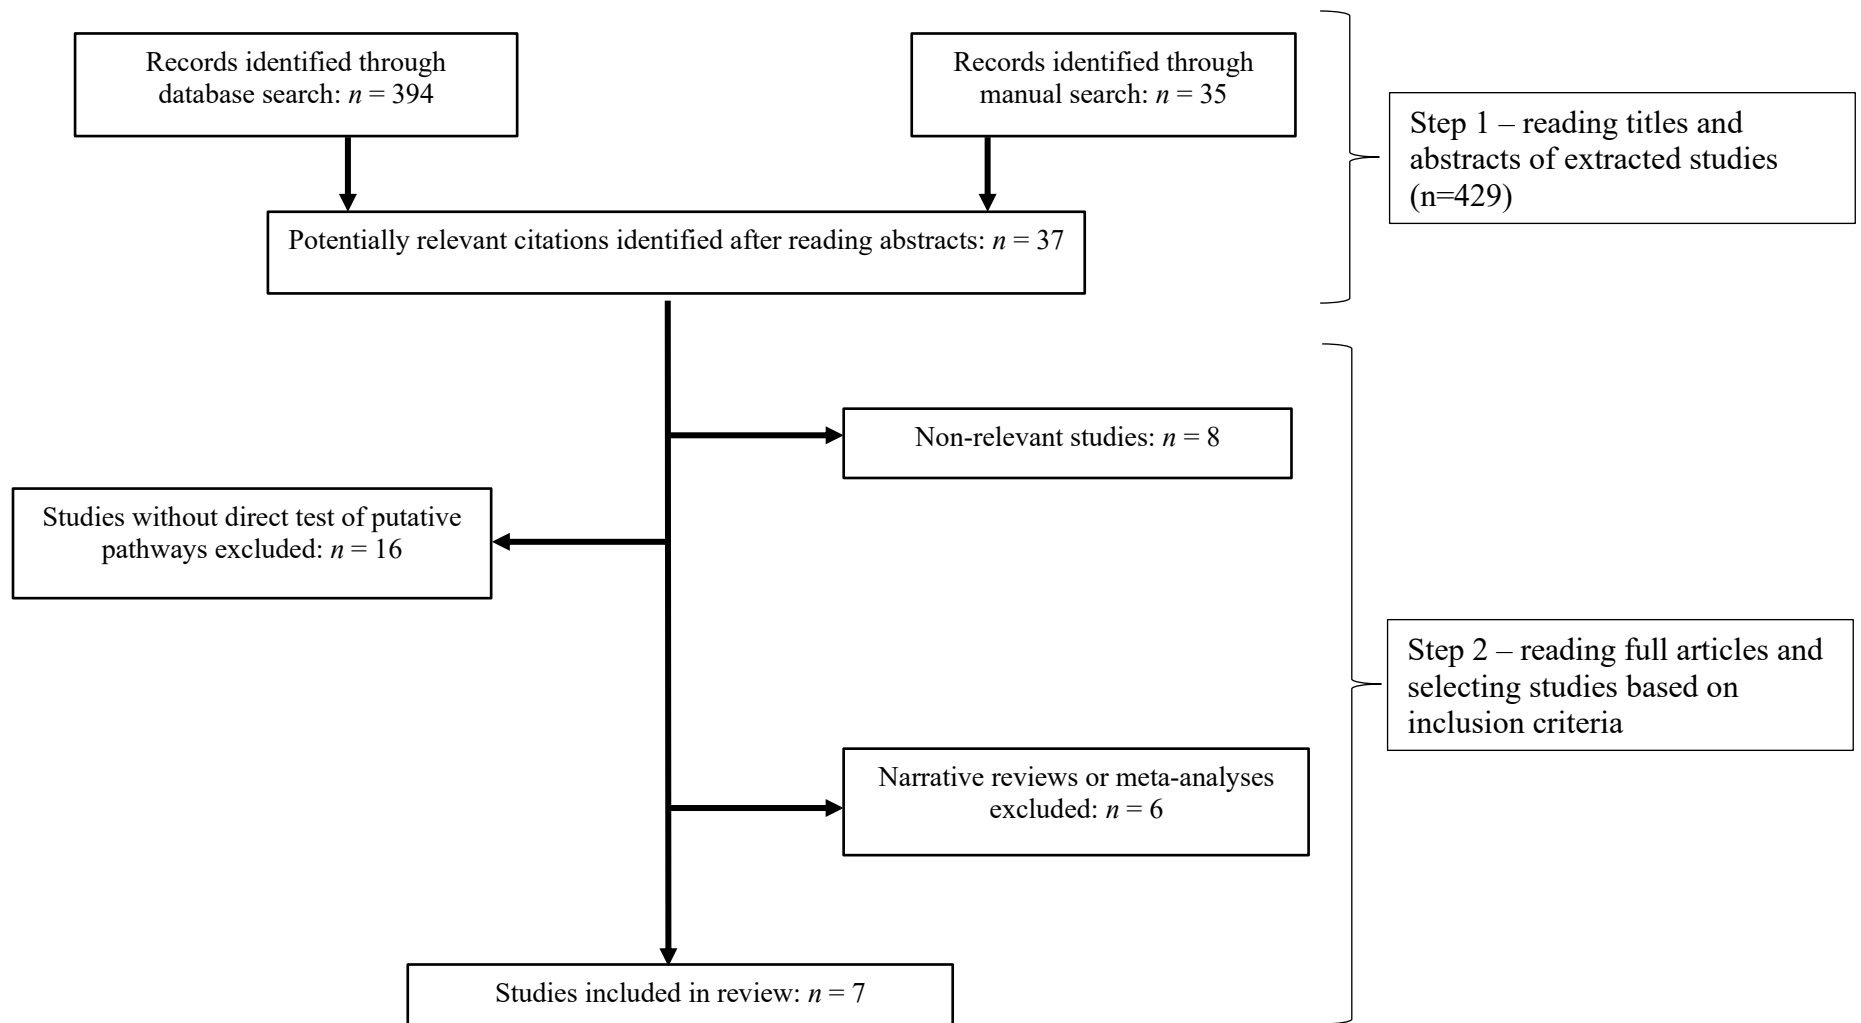 Records identified through
database search: n = 394
Records identified through
manual search: n = 35
Step 1 – reading titles and
abstracts of extracted studies
(n=429)
Potentially relevant citations identified after reading abstracts: n = 37
Non-relevant studies: n = 8
Studies without direct test of putative
pathways excluded: n = 16
Step 2 – reading full articles and
selecting studies based on
inclusion criteria
Narrative reviews or meta-analyses
excluded: n = 6
Studies included in review: n = 7